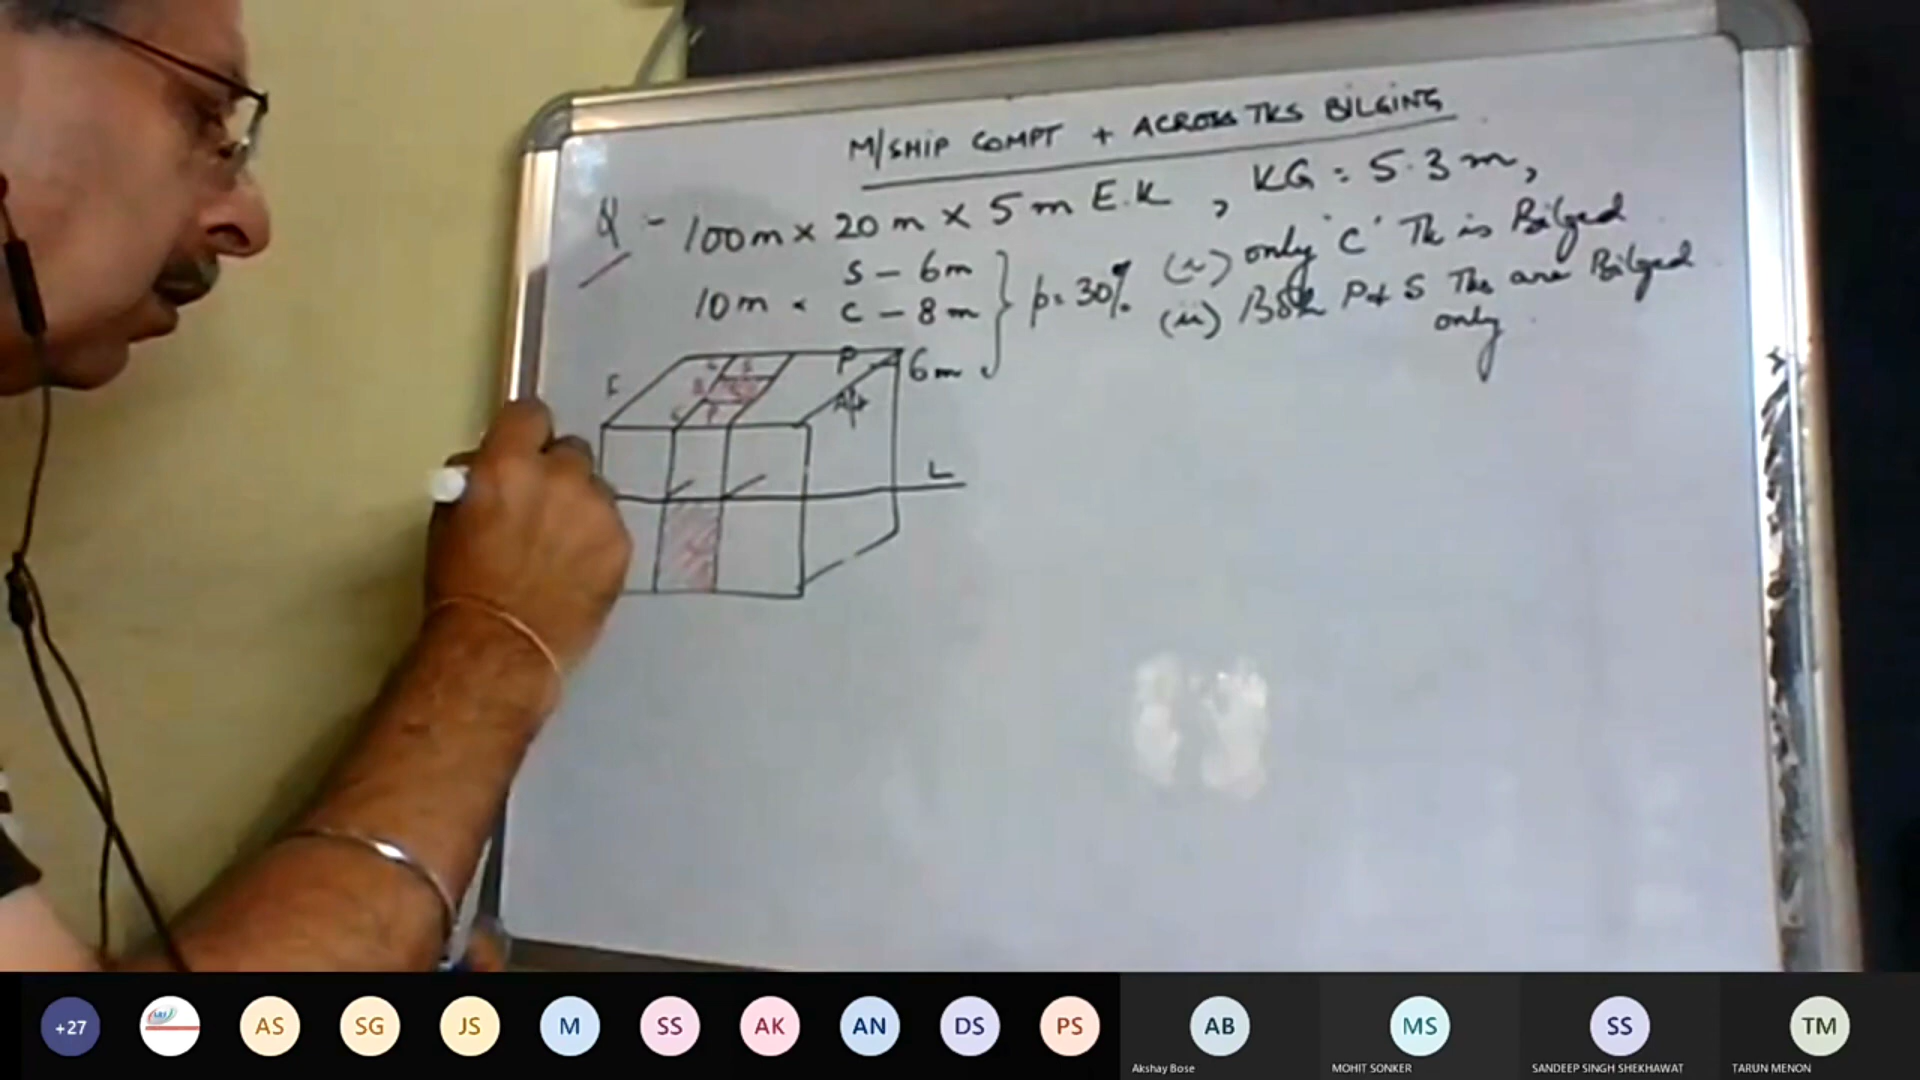 M/SHIP COMPT + ACROSS TKS BILGING
Q - 100m × 20m × 5m E.K, KG = 5.3m,
10m ×
S - 6m
C - 8m
P 6m
p = 30%
(i) only 'C' Tk is Bilged
(ii) Both P & S Tks are Bilged
only.
F
S
P
Aft
L
+27
AS
SG
JS
M
SS
AK
AN
DS
PS
AB
MS
SS
TM
Akshay Bose
MOHIT SONKER
SANDEEP SINGH SHEKHAWAT
TARUN MENON